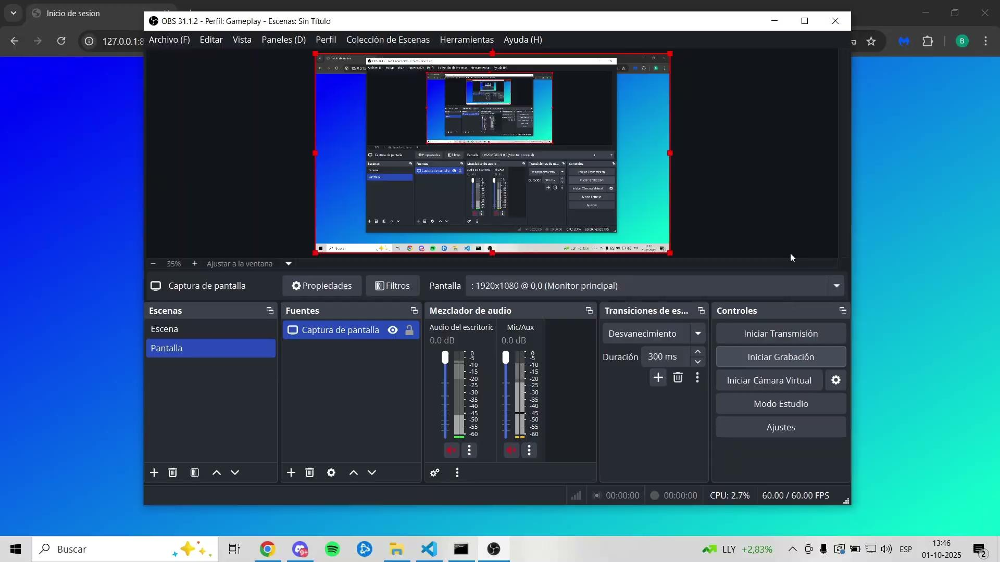 Inicio de sesion
127.0.0.1:8
B
OBS 31.1.2 - Perfil: Gameplay - Escenas: Sin Título
Archivo (F)
Editar
Vista
Paneles (D)
Perfil
Colección de Escenas
Herramientas
Ayuda (H)
35%
Ajustar a la ventana
Captura de pantalla
Propiedades
Filtros
Pantalla
: 1920x1080 @ 0,0 (Monitor principal)
Escenas
Escena
Pantalla
Fuentes
Captura de pantalla
Mezclador de audio
Audio del escritoric
0.0 dB
0
-5
-10
-15
-20
-25
-30
-35
-40
-45
-50
-55
-60
Mic/Aux
0.0 dB
0
-5
-10
-15
-20
-25
-30
-35
-40
-45
-50
-55
-60
Transiciones de es...
Desvanecimiento
Duración
300 ms
Controles
Iniciar Transmisión
Iniciar Grabación
Iniciar Cámara Virtual
Modo Estudio
Ajustes
00:00:00
00:00:00
CPU: 2.7%
60.00 / 60.00 FPS
Buscar
9+
LLY +2,83%
ESP
13:46
01-10-2025
2